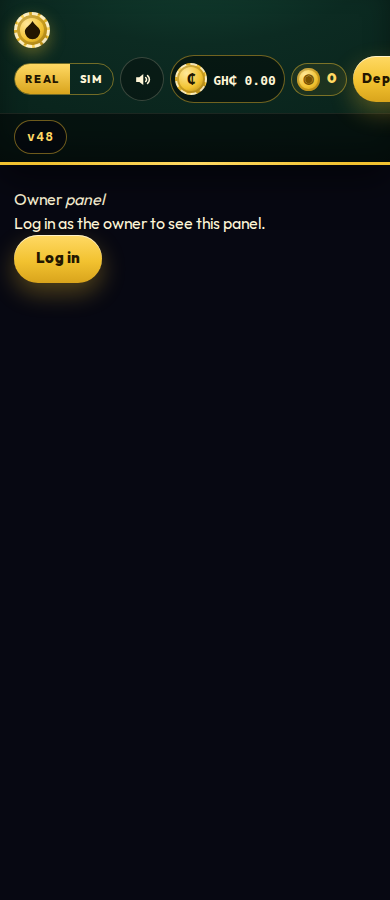 REAL SIM ₵ GH₵ 0.00 0 Dep
v48
Owner panel
Log in as the owner to see this panel.
Log in